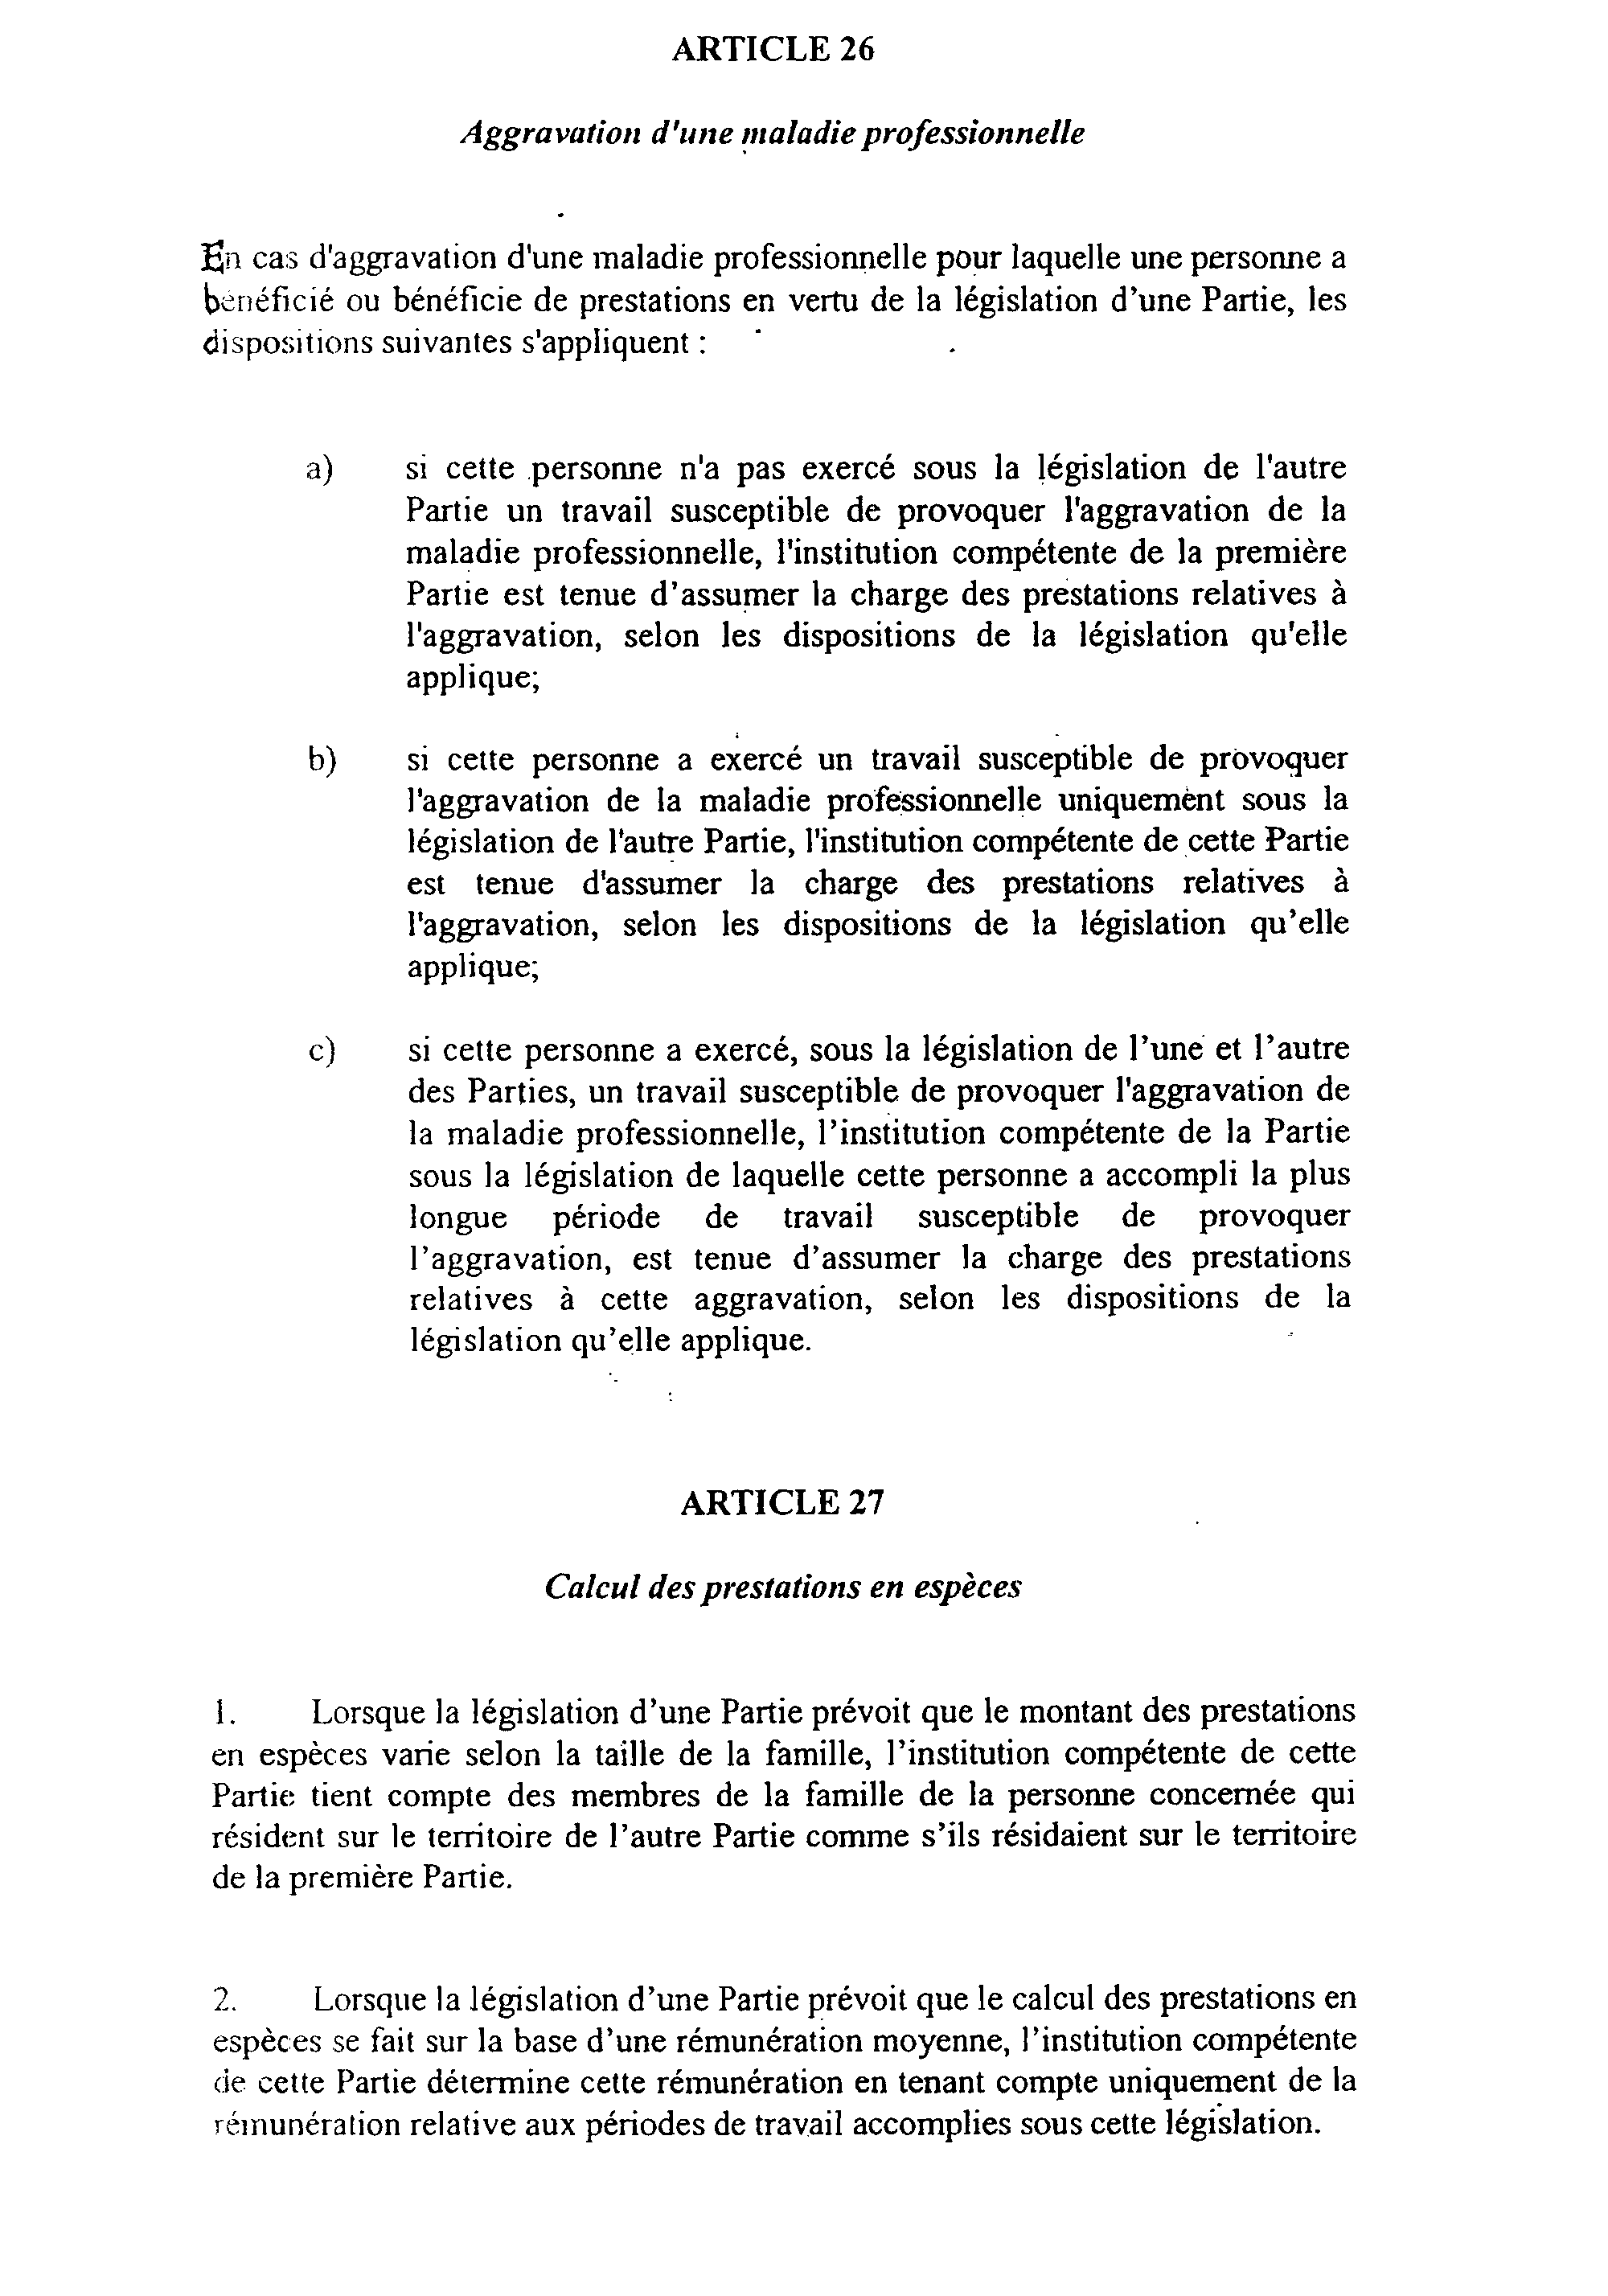 ARTICLE 26
Aggravation d'une maladie professionnelle
En cas d'aggravation d'une maladie professionnelle pour laquelle une personne a
bénéficié ou bénéficie de prestations en vertu de la législation d’une Partie, les
dispositions suivantes s'appliquent :
a) si cette personne n'a pas exercé sous la législation de l'autre
Partie un travail susceptible de provoquer l'aggravation de la
maladie professionnelle, l'institution compétente de la première
Partie est tenue d’assumer la charge des prestations relatives à
l'aggravation, selon les dispositions de la législation qu'elle
applique;
b) si cette personne a exercé un travail susceptible de provoquer
l'aggravation de la maladie professionnelle uniquement sous la
législation de l'autre Partie, l'institution compétente de cette Partie
est tenue d'assumer la charge des prestations relatives à
l'aggravation, selon les dispositions de la législation qu’elle
applique;
c) si cette personne a exercé, sous la législation de l’une et l’autre
des Parties, un travail susceptible de provoquer l'aggravation de
la maladie professionnelle, l’institution compétente de la Partie
sous la législation de laquelle cette personne a accompli la plus
longue période de travail susceptible de provoquer
l’aggravation, est tenue d’assumer la charge des prestations
relatives à cette aggravation, selon les dispositions de la
législation qu’elle applique.
ARTICLE 27
Calcul des prestations en espèces
1. Lorsque la législation d’une Partie prévoit que le montant des prestations
en espèces varie selon la taille de la famille, l’institution compétente de cette
Partie tient compte des membres de la famille de la personne concernée qui
résident sur le territoire de l’autre Partie comme s’ils résidaient sur le territoire
de la première Partie.
2. Lorsque la législation d’une Partie prévoit que le calcul des prestations en
espèces se fait sur la base d’une rémunération moyenne, l’institution compétente
de cette Partie détermine cette rémunération en tenant compte uniquement de la
rémunération relative aux périodes de travail accomplies sous cette législation.